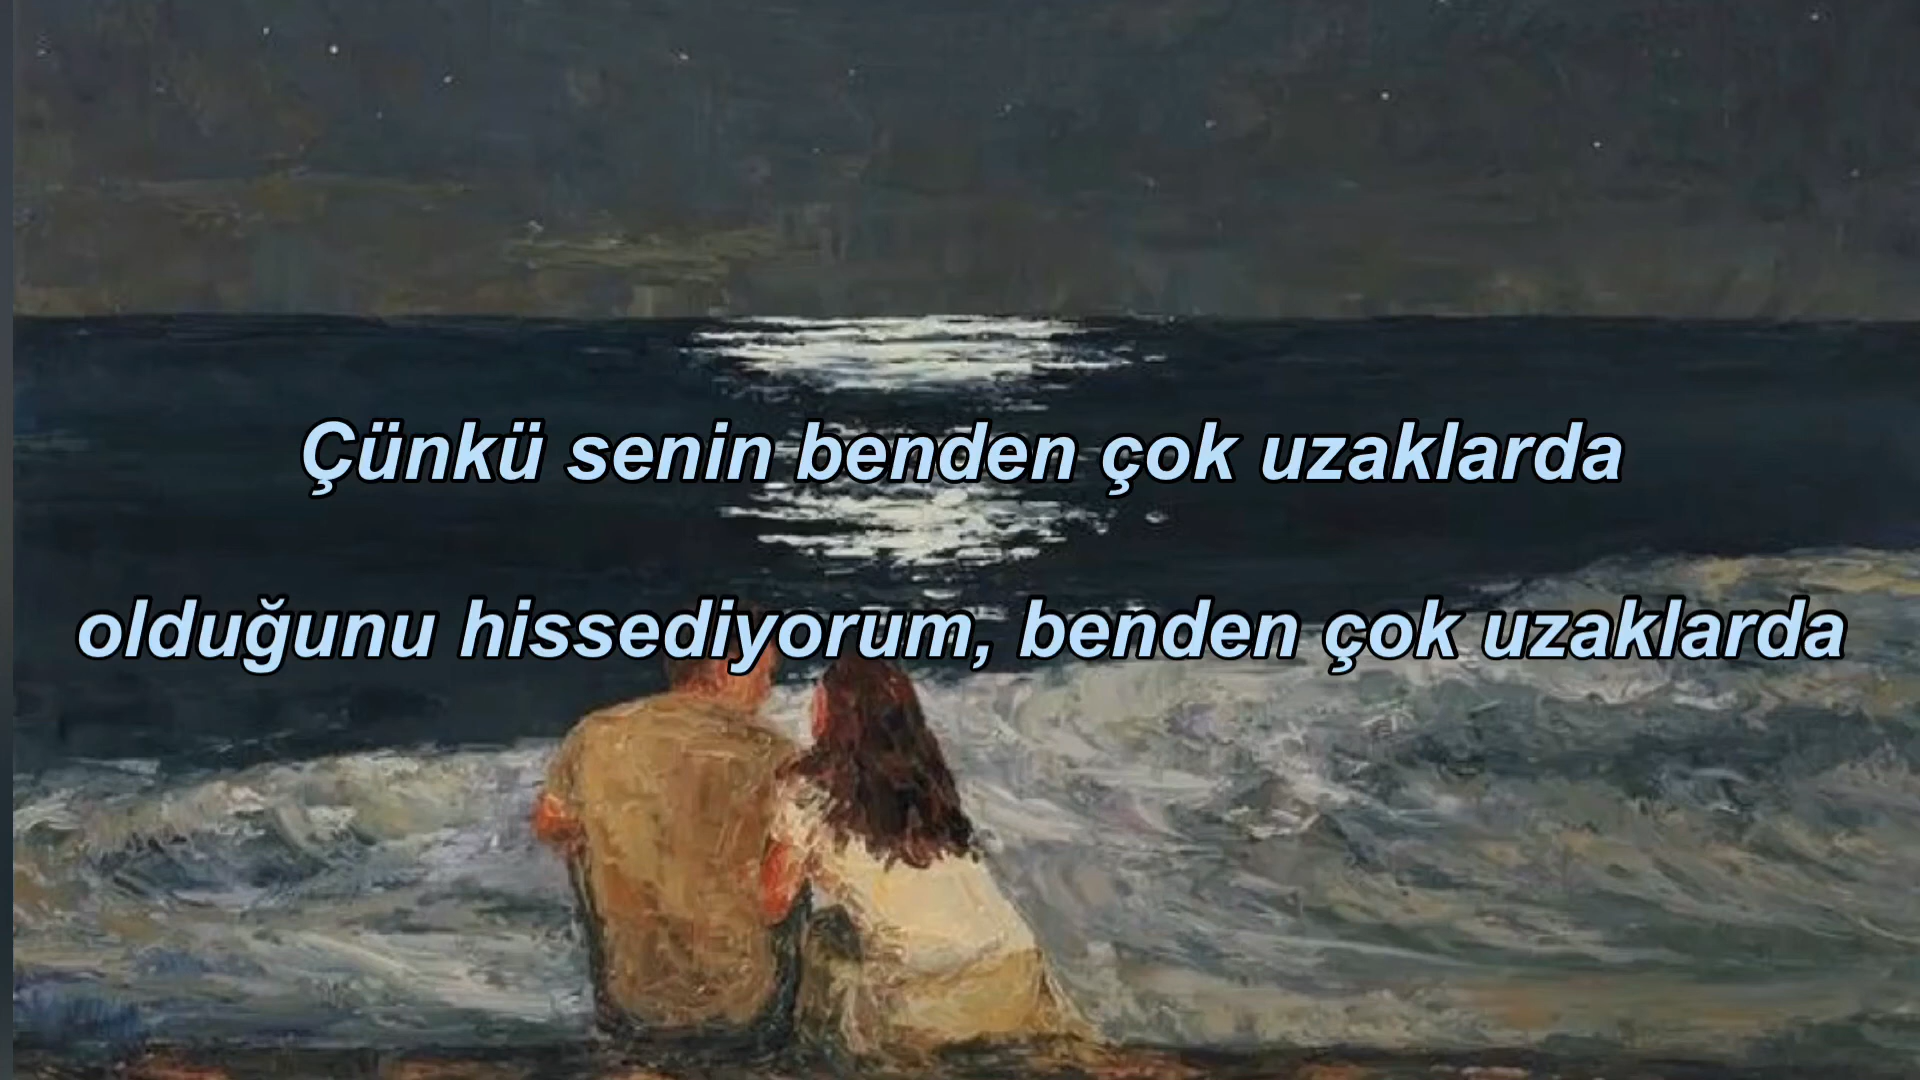 Çünkü senin benden çok uzaklarda
olduğunu hissediyorum, benden çok uzaklarda